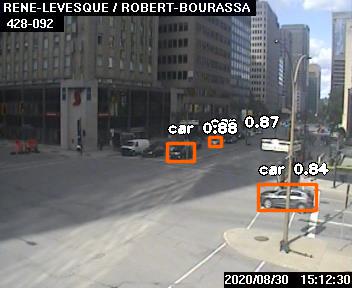 RENE-LEVESQUE / ROBERT-BOURASSA
428-092
car 0.88
0.87
car 0.84
2020/08/30 15:12:30